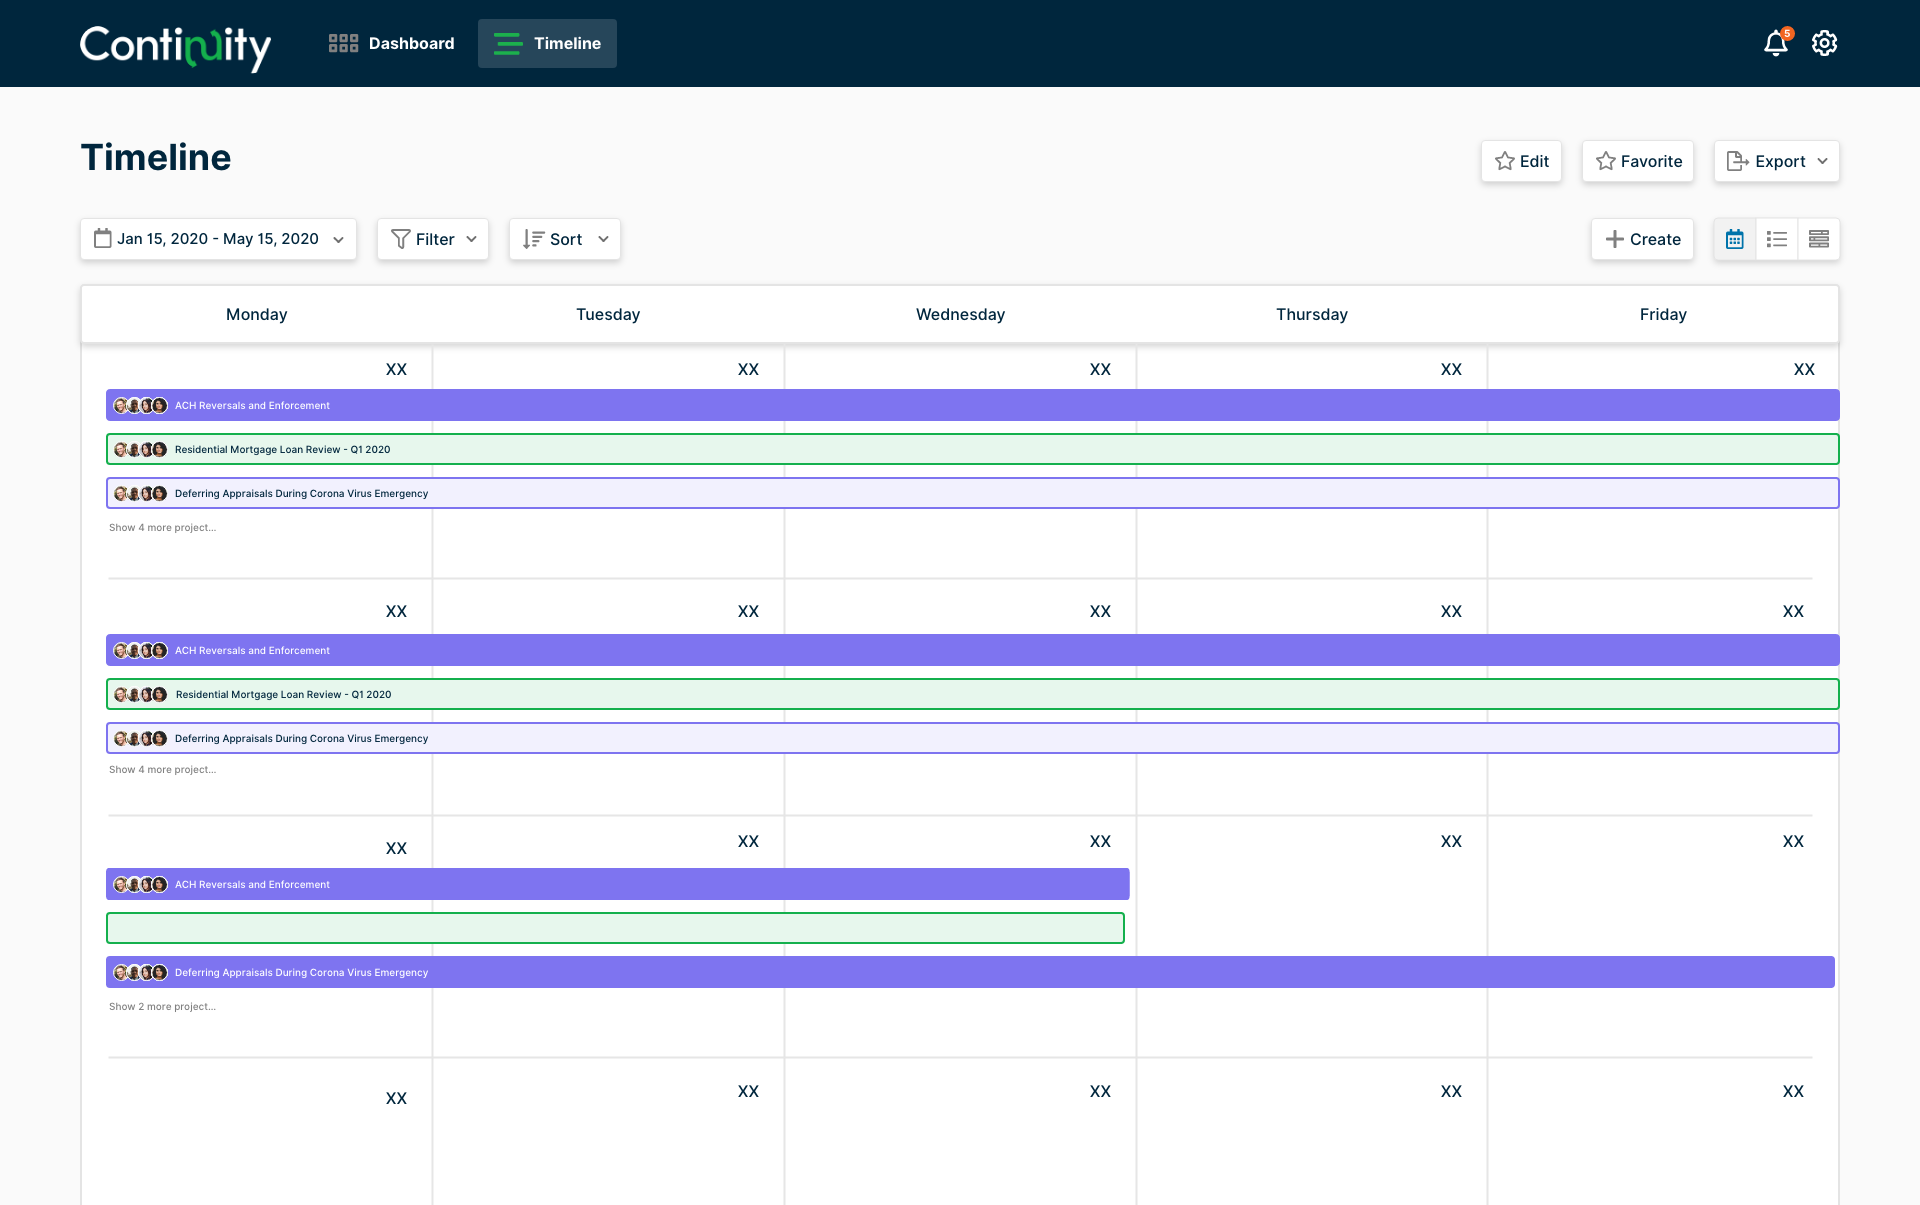 Continuity
Dashboard
Timeline
5
Timeline
Edit
Favorite
Export
Jan 15, 2020 - May 15, 2020
Filter
Sort
Create
Monday Tuesday Wednesday Thursday Friday
XX XX XX XX XX
ACH Reversals and Enforcement
Residential Mortgage Loan Review - Q1 2020
Deferring Appraisals During Corona Virus Emergency
Show 4 more project...
XX XX XX XX XX
ACH Reversals and Enforcement
Residential Mortgage Loan Review - Q1 2020
Deferring Appraisals During Corona Virus Emergency
Show 4 more project...
XX XX XX XX XX
ACH Reversals and Enforcement
Deferring Appraisals During Corona Virus Emergency
Show 2 more project...
XX XX XX XX XX